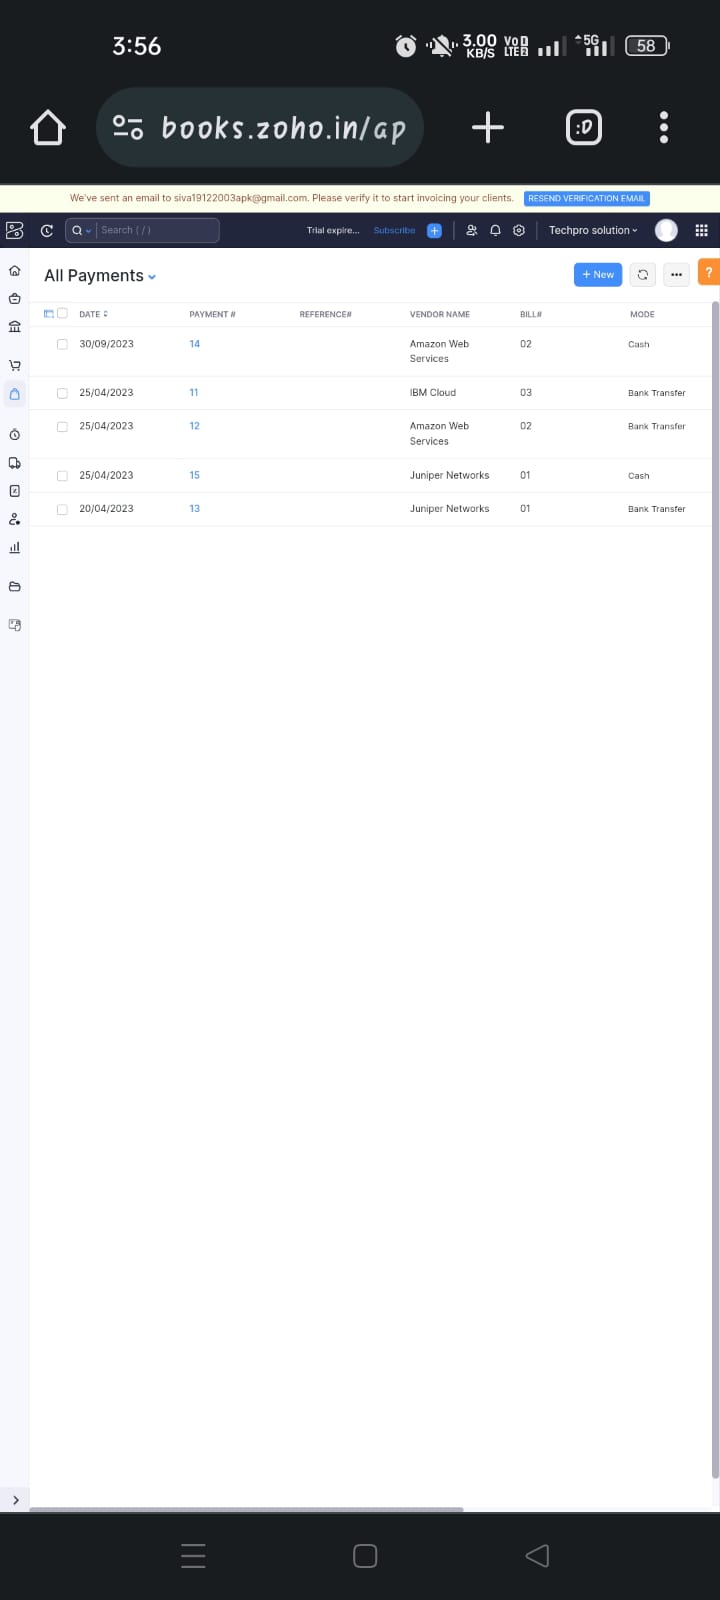 3:56
3.00 KB/S VoD LTE2 5G 58
books.zoho.in/ap :D
We've sent an email to siva19122003apk@gmail.com. Please verify it to start invoicing your clients. RESEND VERIFICATION EMAIL
Search ( / ) Trial expire... Subscribe Techpro solution
All Payments + New ?
DATE PAYMENT # REFERENCE# VENDOR NAME BILL# MODE
30/09/2023 14 Amazon Web Services 02 Cash
25/04/2023 11 IBM Cloud 03 Bank Transfer
25/04/2023 12 Amazon Web Services 02 Bank Transfer
25/04/2023 15 Juniper Networks 01 Cash
20/04/2023 13 Juniper Networks 01 Bank Transfer